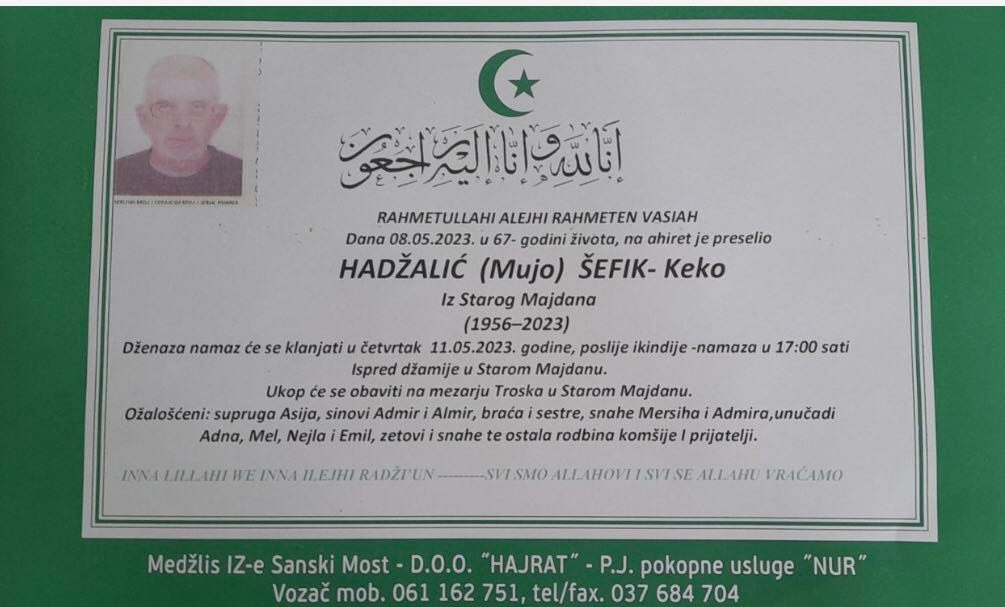 إنا لله وإنا إليه راجعون
RAHMETULLAHI ALEJHI RAHMETEN VASIAH
Dana 08.05.2023. u 67- godini života, na ahiret je preselio
HADŽALIĆ (Mujo) ŠEFIK- Keko
Iz Starog Majdana
(1956–2023)
Dženaza namaz će se klanjati u četvrtak 11.05.2023. godine, poslije ikindije -namaza u 17:00 sati
Ispred džamije u Starom Majdanu.
Ukop će se obaviti na mezarju Troska u Starom Majdanu.
Ožalošćeni: supruga Asija, sinovi Admir i Almir, braća i sestre, snahe Mersiha i Admira,unučadi
Adna, Mel, Nejla i Emil, zetovi i snahe te ostala rodbina komšije I prijatelji.
INNA LILLAHI WE INNA ILEJHI RADŽI'UN --------SVI SMO ALLAHOVI I SVI SE ALLAHU VRAĆAMO
Medžlis IZ-e Sanski Most - D.O.O. "HAJRAT" - P.J. pokopne usluge "NUR"
Vozač mob. 061 162 751, tel/fax. 037 684 704